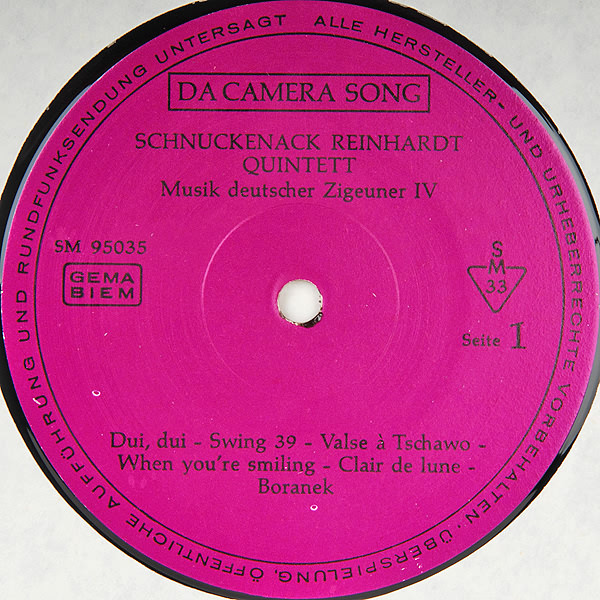 ALLE HERSTELLER- UND URHEBERRECHTE VORBEHALTEN · ÜBERSPIELUNG, ÖFFENTLICHE AUFFÜHRUNG UND RUNDFUNKSENDUNG UNTERSAGT
DA CAMERA SONG
SCHNUCKENACK REINHARDT
QUINTETT
Musik deutscher Zigeuner IV
SM 95035
GEMA
BIEM
S
M
33
Seite 1
Dui, dui - Swing 39 - Valse à Tschawo -
When you're smiling - Clair de lune -
Boranek